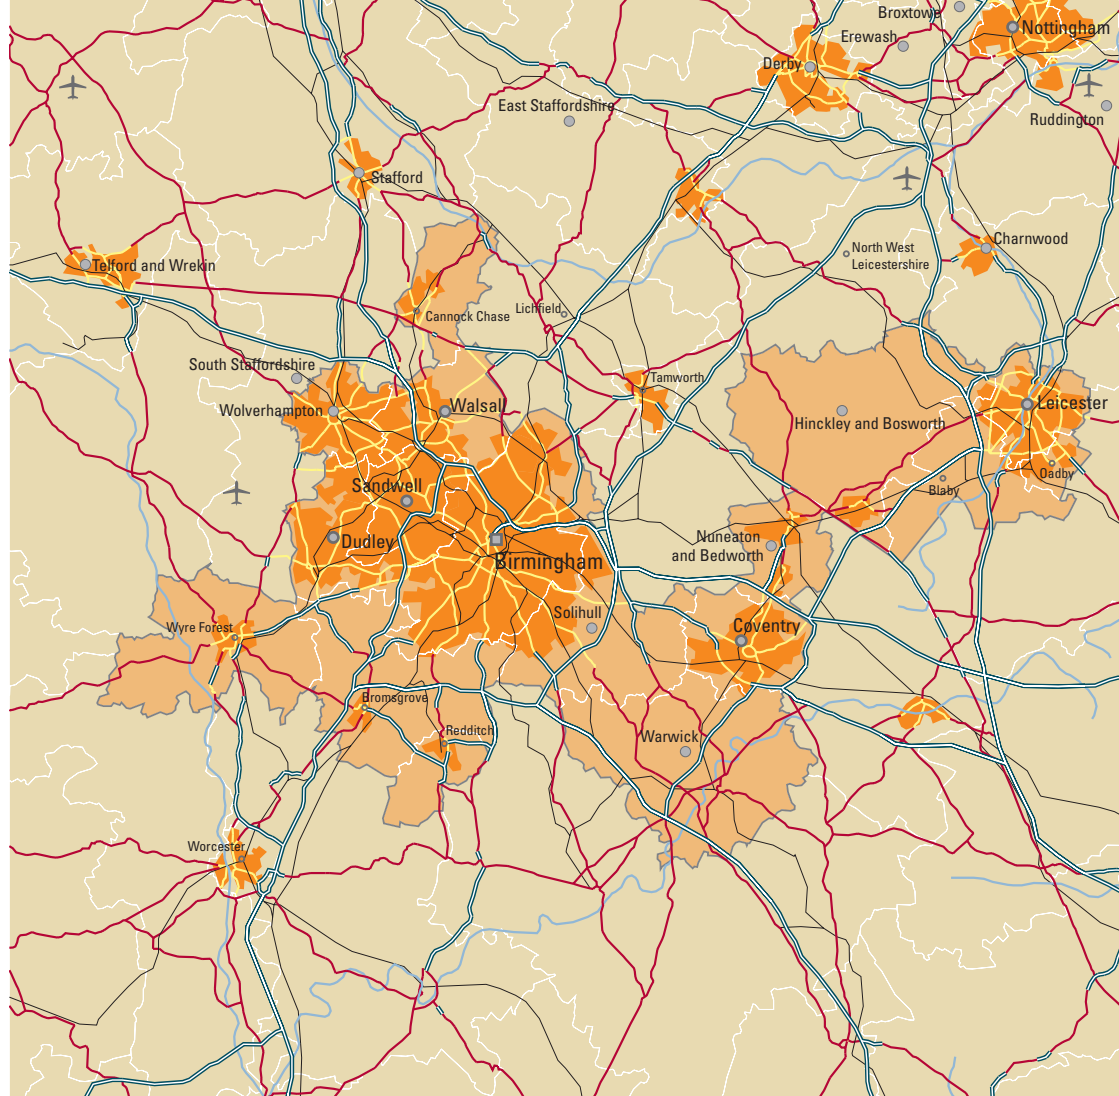 Broxtowe
Nottingham
Erewash
Derby
East Staffordshire
Ruddington
Stafford
Charnwood
North West
Leicestershire
Telford and Wrekin
Lichfield
Cannock Chase
South Staffordshire
Tamworth
Wolverhampton
Walsall
Leicester
Hinckley and Bosworth
Oadby
Blaby
Sandwell
Dudley
Nuneaton
and Bedworth
Birmingham
Solihull
Coventry
Wyre Forest
Bromsgrove
Redditch
Warwick
Worcester